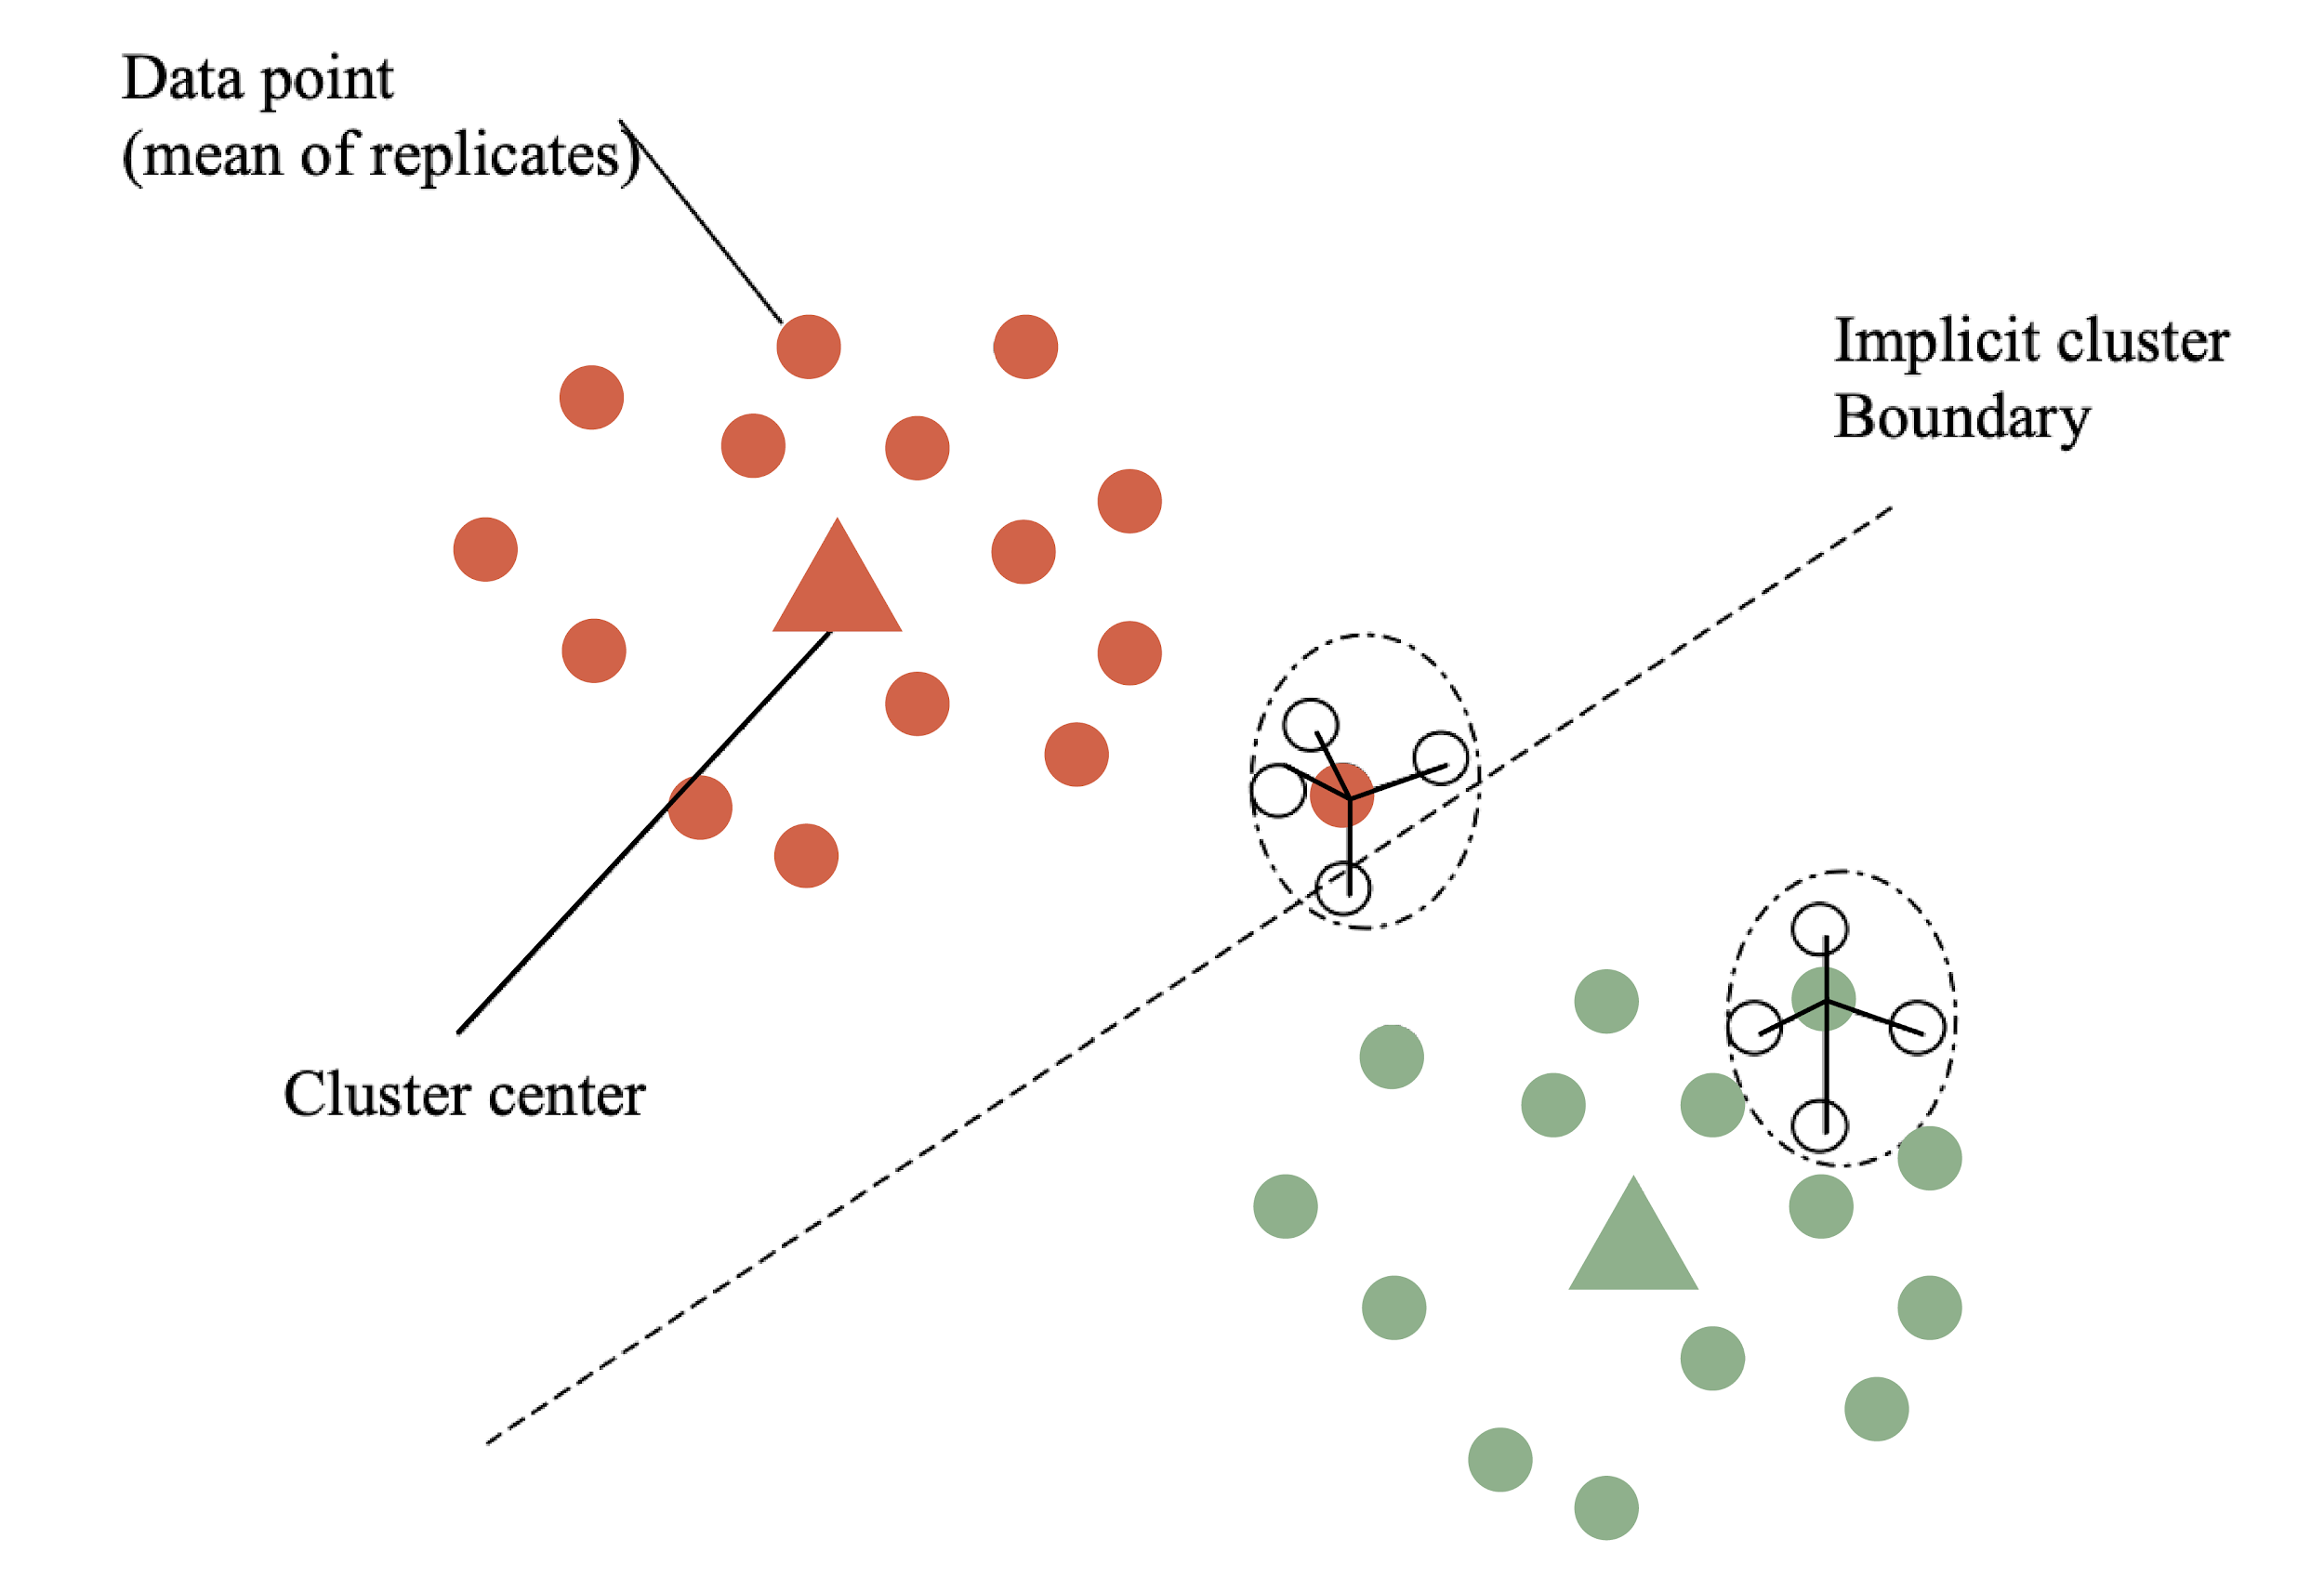 Data point
(mean of replicates)
Implicit cluster
Boundary
Cluster center